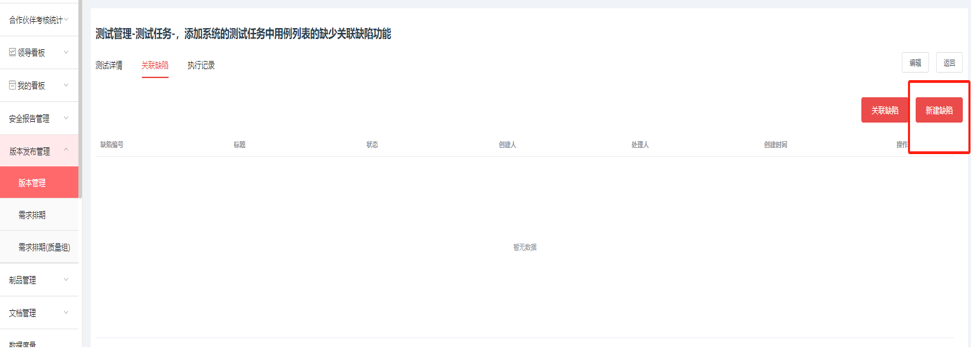 合作伙伴考核统计
领导看板
我的看板
安全报告管理
版本发布管理
版本管理
需求排期
需求排期(质量组)
制品管理
文档管理
数据度量
测试管理-测试任务-，添加系统的测试任务中用例列表的缺少关联缺陷功能
测试详情 关联缺陷 执行记录
编辑 返回
关联缺陷 新建缺陷
缺陷编号 标题 状态 创建人 处理人 创建时间 操作
暂无数据